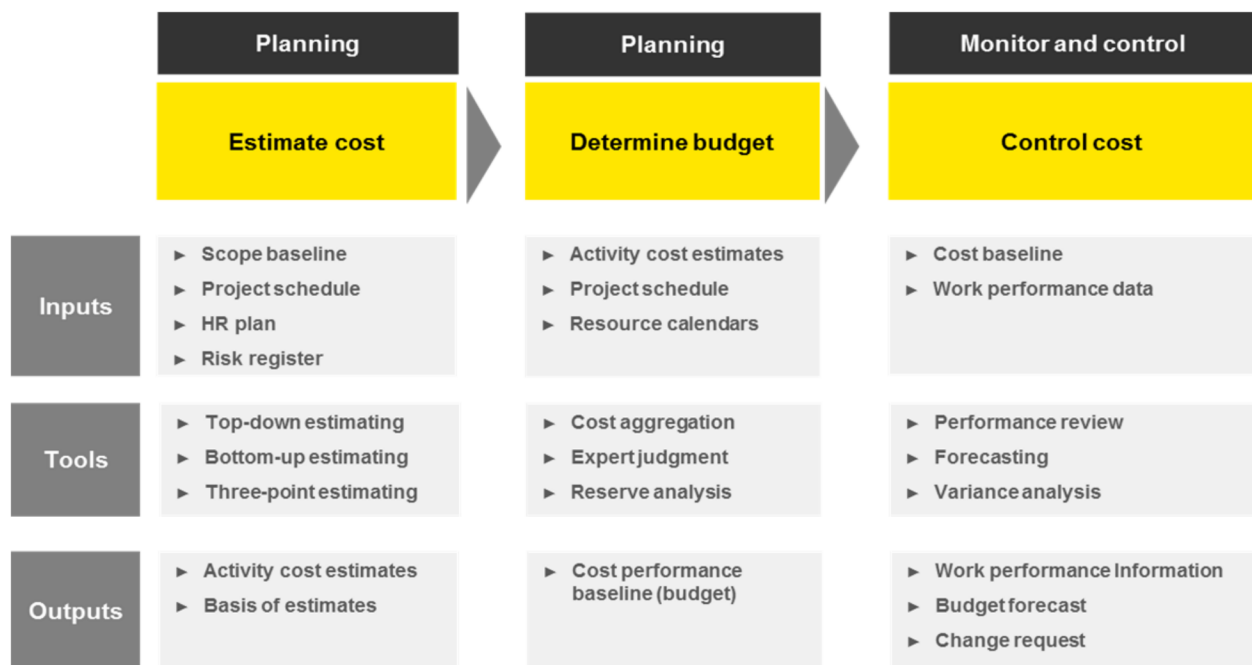 Planning
Planning
Monitor and control
Estimate cost
Determine budget
Control cost
Inputs
► Scope baseline
► Project schedule
► HR plan
► Risk register
► Activity cost estimates
► Project schedule
► Resource calendars
► Cost baseline
► Work performance data
Tools
► Top-down estimating
► Bottom-up estimating
► Three-point estimating
► Cost aggregation
► Expert judgment
► Reserve analysis
► Performance review
► Forecasting
► Variance analysis
Outputs
► Activity cost estimates
► Basis of estimates
► Cost performance
baseline (budget)
► Work performance Information
► Budget forecast
► Change request